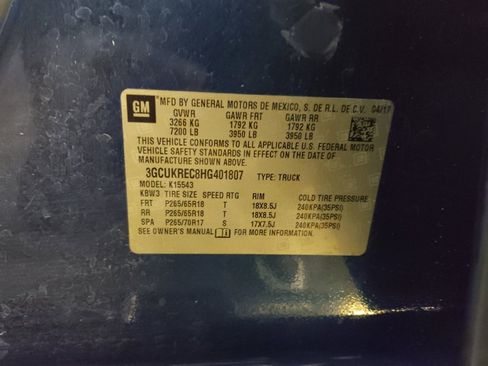 GM MFD BY GENERAL MOTORS DE MEXICO, S. DE R.L. DE C.V. 04/17
GVWR GAWR FRT GAWR RR
3266 KG 1792 KG 1792 KG
7200 LB 3950 LB 3950 LB
THIS VEHICLE CONFORMS TO ALL APPLICABLE U.S. FEDERAL MOTOR
VEHICLE SAFETY STANDARDS IN EFFECT ON THE DATE OF
MANUFACTURE SHOWN ABOVE.
3GCUKREC8HG401807 TYPE: TRUCK
MODEL: K15543
KBW3 TIRE SIZE SPEED RTG RIM COLD TIRE PRESSURE
FRT P265/65R18 T 18X8.5J 240KPA(35PSI)
RR P265/65R18 T 18X8.5J 240KPA(35PSI)
SPA P265/70R17 S 17X7.5J 240KPA(35PSI)
SEE OWNER'S MANUAL FOR MORE INFORMATION.